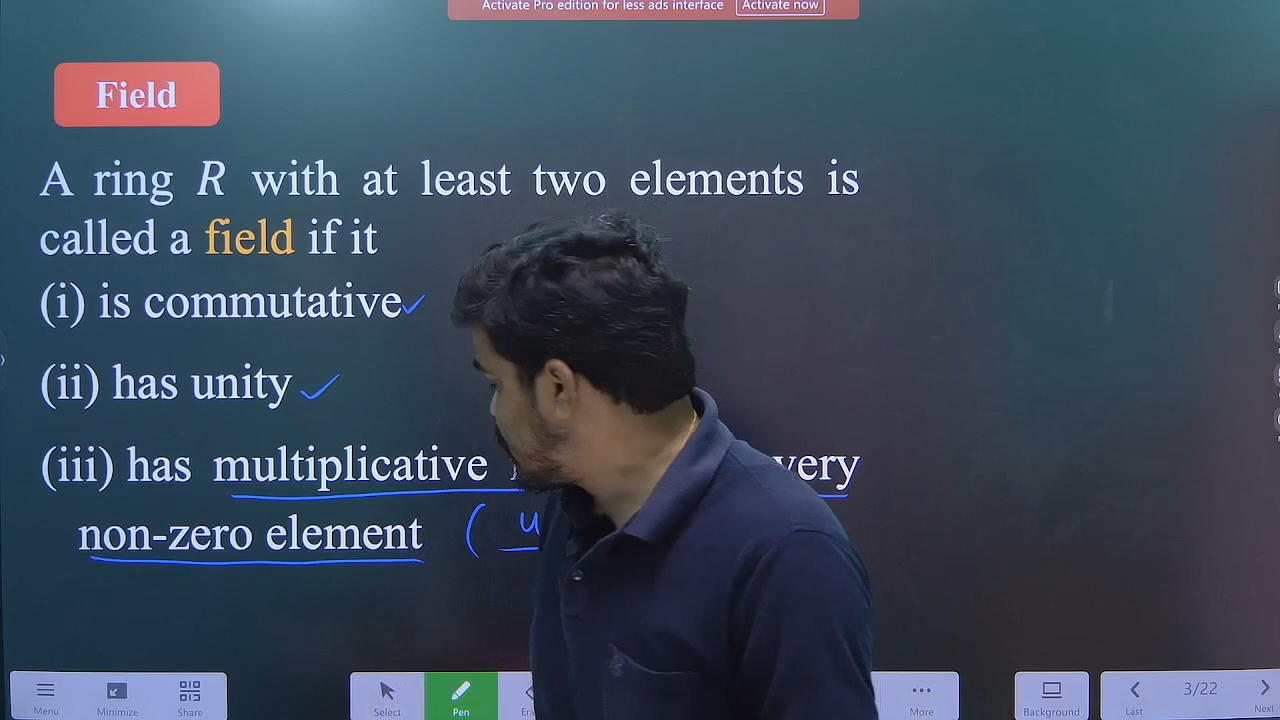 Activate Pro edition for less ads interface Activate now
Field
A ring R with at least two elements is
called a field if it
(i) is commutative ✓
(ii) has unity ✓
(iii) has multiplicative very
non-zero element ( u
Menu Minimize Share Select Pen More Background Last 3/22 Next